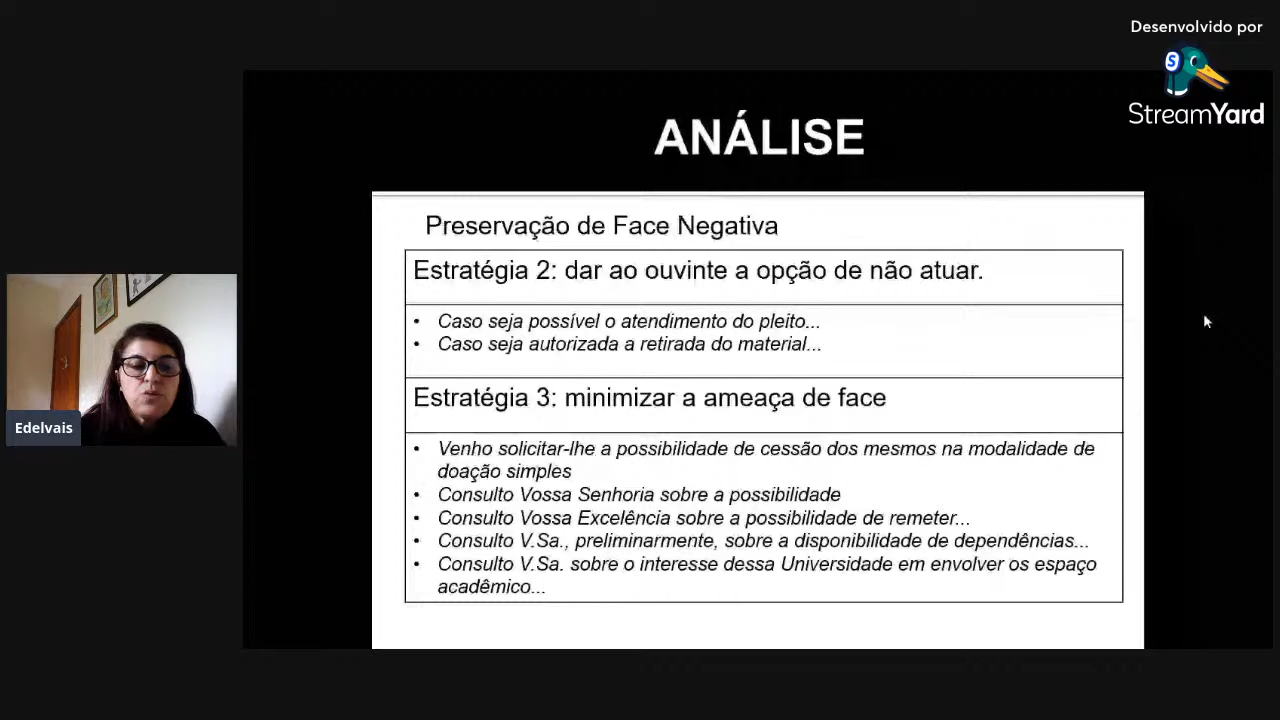 Desenvolvido por
StreamYard
ANÁLISE
Preservação de Face Negativa
Estratégia 2: dar ao ouvinte a opção de não atuar.
• Caso seja possível o atendimento do pleito...
• Caso seja autorizada a retirada do material...
Estratégia 3: minimizar a ameaça de face
• Venho solicitar-lhe a possibilidade de cessão dos mesmos na modalidade de
doação simples
• Consulto Vossa Senhoria sobre a possibilidade
• Consulto Vossa Excelência sobre a possibilidade de remeter...
• Consulto V.Sa., preliminarmente, sobre a disponibilidade de dependências...
• Consulto V.Sa. sobre o interesse dessa Universidade em envolver os espaço
acadêmico...
Edelvais